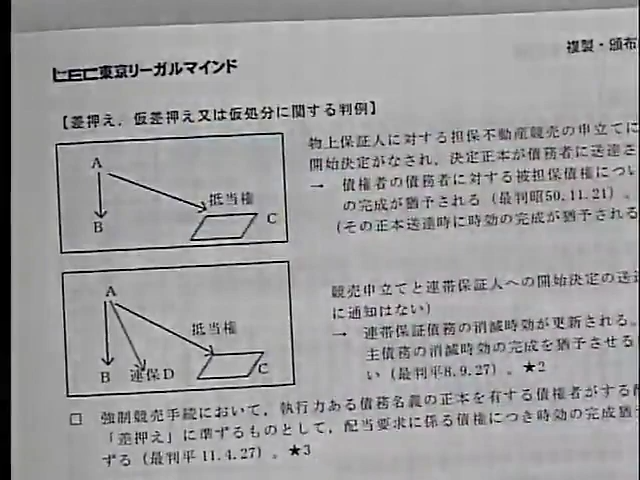 複製・頒布
LEC東京リーガルマインド
【差押え，仮差押え又は仮処分に関する判例】
A
抵当権
B
C
物上保証人に対する担保不動産競売の申立てに
開始決定がなされ，決定正本が債務者に送達さ
→ 債権者の債務者に対する被担保債権につい
の完成が猶予される（最判昭50.11.21）。
（その正本送達時に時効の完成が猶予される
A
抵当権
B 連保D
C
競売申立てと連帯保証人への開始決定の送達
に通知はない）
→ 連帯保証債務の消滅時効が更新される。
主債務の消滅時効の完成を猶予させる
い（最判平8.9.27）。★2
□ 強制競売手続において，執行力ある債務名義の正本を有する債権者がする配
「差押え」に準ずるものとして，配当要求に係る債権につき時効の完成猶予
ずる（最判平11.4.27）。★3